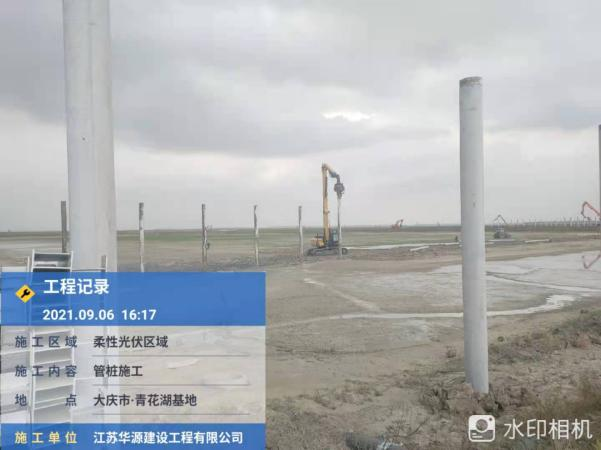 工程记录
2021.09.06 16:17
施工区域 柔性光伏区域
施工内容 管桩施工
地点 大庆市·青花湖基地
施工单位 江苏华源建设工程有限公司
水印相机